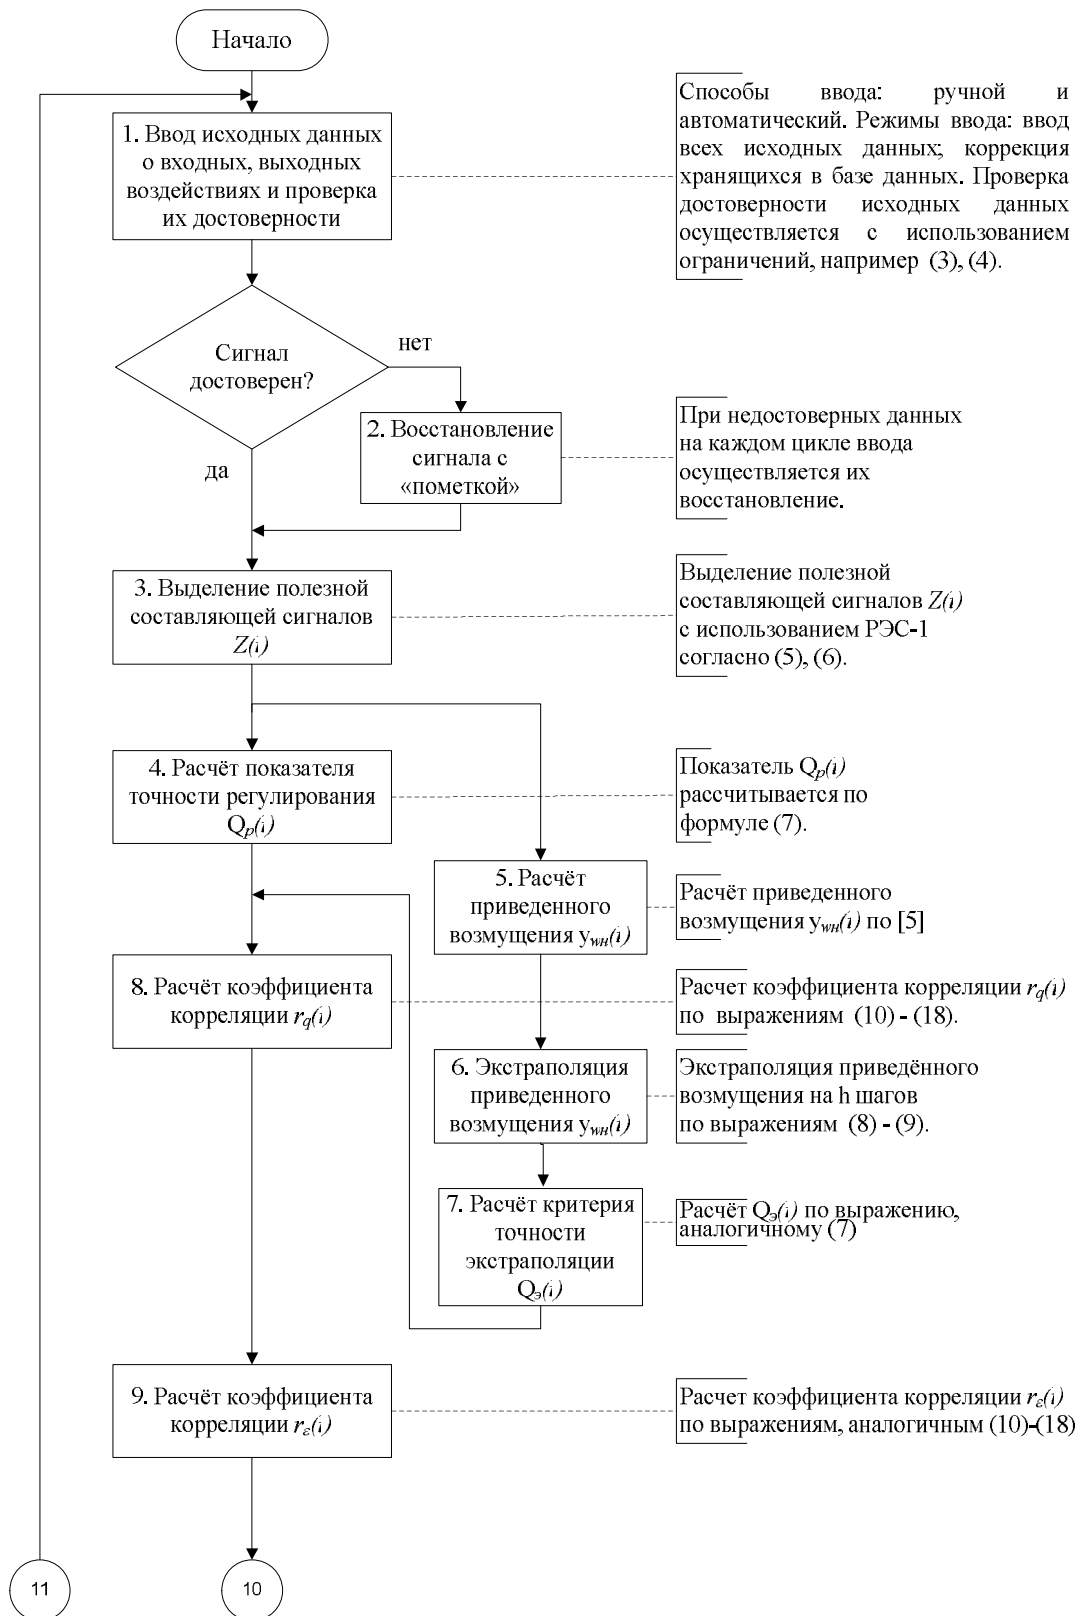 Начало
1. Ввод исходных данных
о входных, выходных
воздействиях и проверка
их достоверности
Способы ввода: ручной и
автоматический. Режимы ввода: ввод
всех исходных данных; коррекция
хранящихся в базе данных. Проверка
достоверности исходных данных
осуществляется с использованием
ограничений, например (3), (4).
Сигнал
достоверен?
нет
да
2. Восстановление
сигнала с
«пометкой»
При недостоверных данных
на каждом цикле ввода
осуществляется их
восстановление.
3. Выделение полезной
составляющей сигналов
Z(i)
Выделение полезной
составляющей сигналов Z(i)
с использованием РЭС-1
согласно (5), (6).
4. Расчёт показателя
точности регулирования
Qр(i)
Показатель Qр(i)
рассчитывается по
формуле (7).
5. Расчёт
приведенного
возмущения уwн(i)
Расчёт приведенного
возмущения уwн(i) по [5]
8. Расчёт коэффициента
корреляции rq(i)
Расчет коэффициента корреляции rq(i)
по выражениям (10) - (18).
6. Экстраполяция
приведенного
возмущения уwн(i)
Экстраполяция приведённого
возмущения на h шагов
по выражениям (8) - (9).
7. Расчёт критерия
точности
экстраполяции
Qэ(i)
Расчёт Qэ(i) по выражению,
аналогичному (7)
9. Расчёт коэффициента
корреляции rε(i)
Расчет коэффициента корреляции rε(i)
по выражениям, аналогичным (10)-(18)
11
10